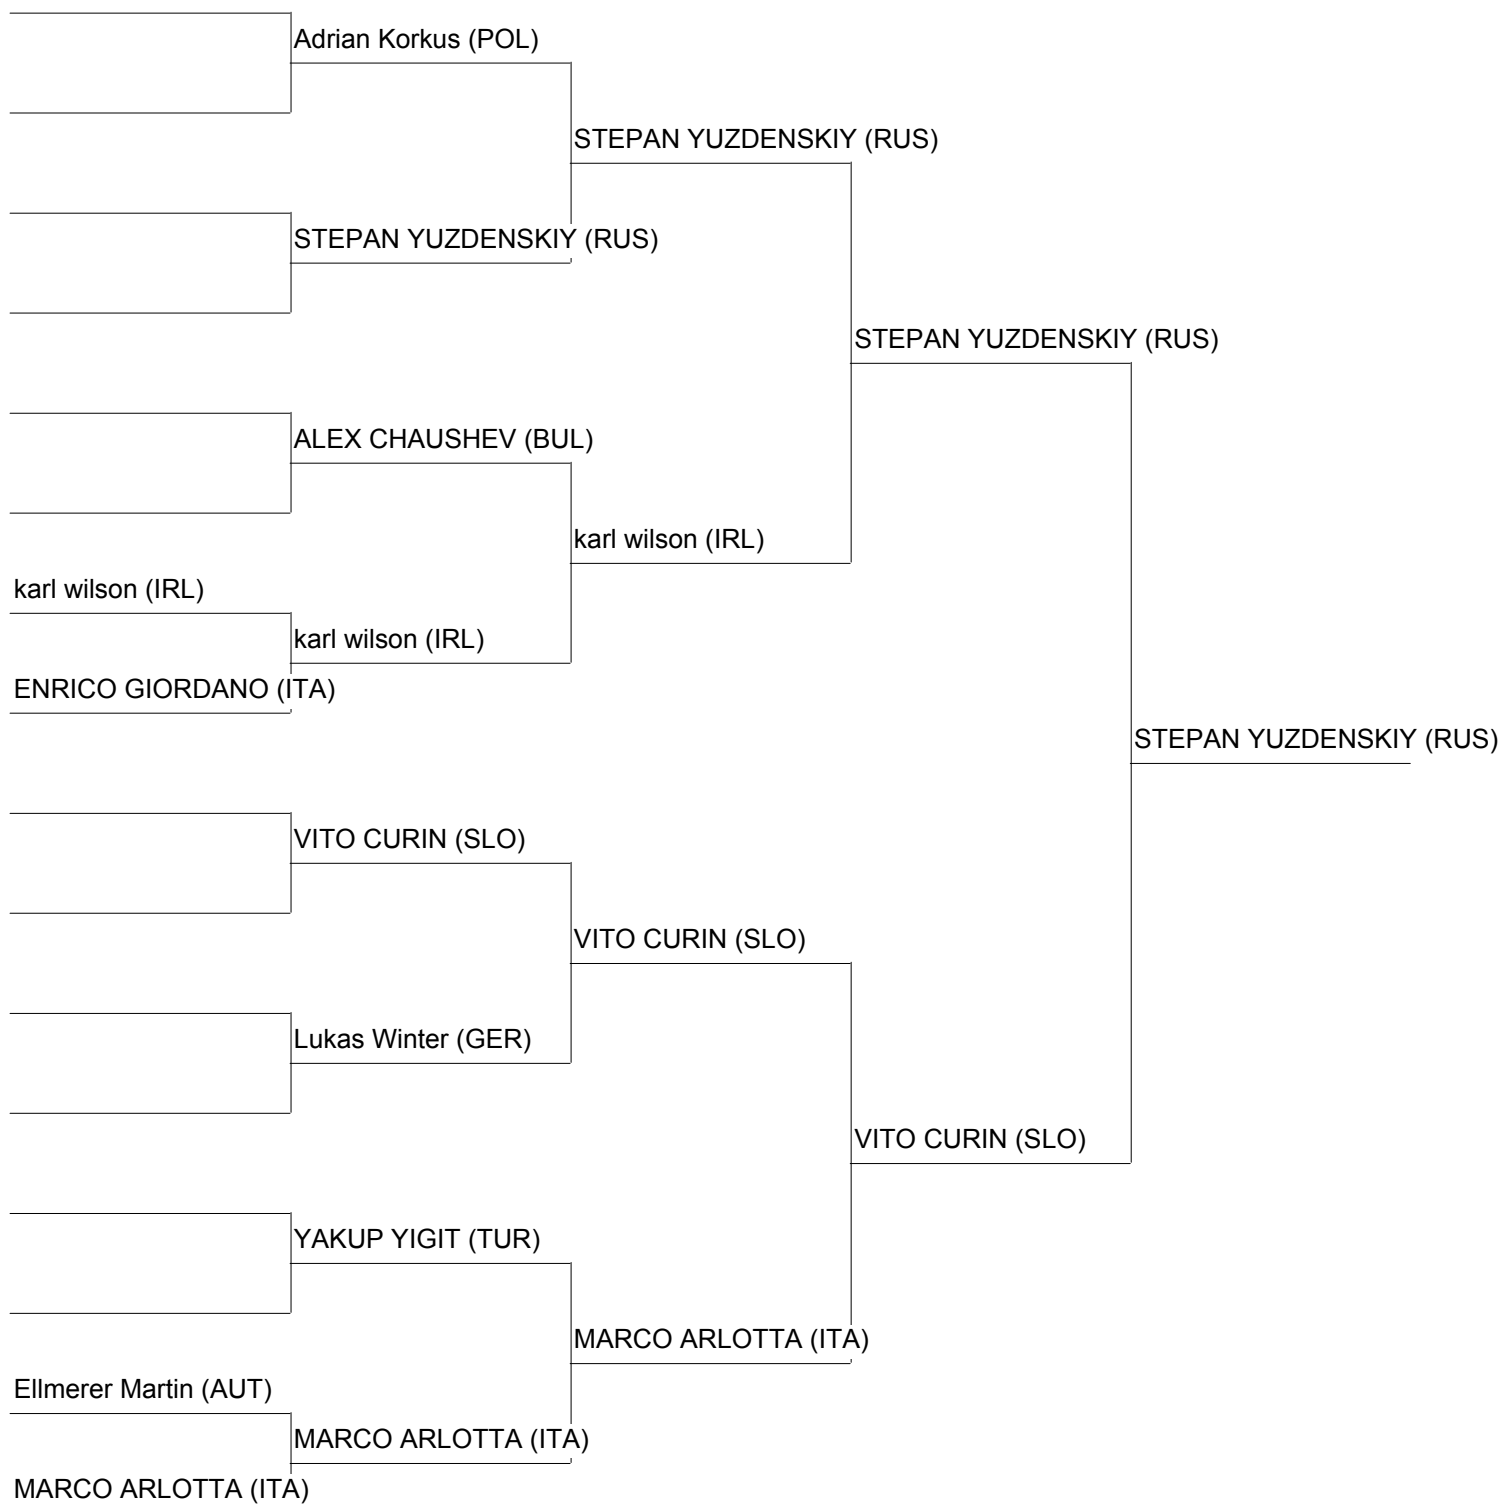 Adrian Korkus (POL)
STEPAN YUZDENSKIY (RUS)
STEPAN YUZDENSKIY (RUS)
STEPAN YUZDENSKIY (RUS)
ALEX CHAUSHEV (BUL)
karl wilson (IRL)
karl wilson (IRL)
karl wilson (IRL)
ENRICO GIORDANO (ITA)
STEPAN YUZDENSKIY (RUS)
VITO CURIN (SLO)
VITO CURIN (SLO)
Lukas Winter (GER)
VITO CURIN (SLO)
YAKUP YIGIT (TUR)
MARCO ARLOTTA (ITA)
Ellmerer Martin (AUT)
MARCO ARLOTTA (ITA)
MARCO ARLOTTA (ITA)